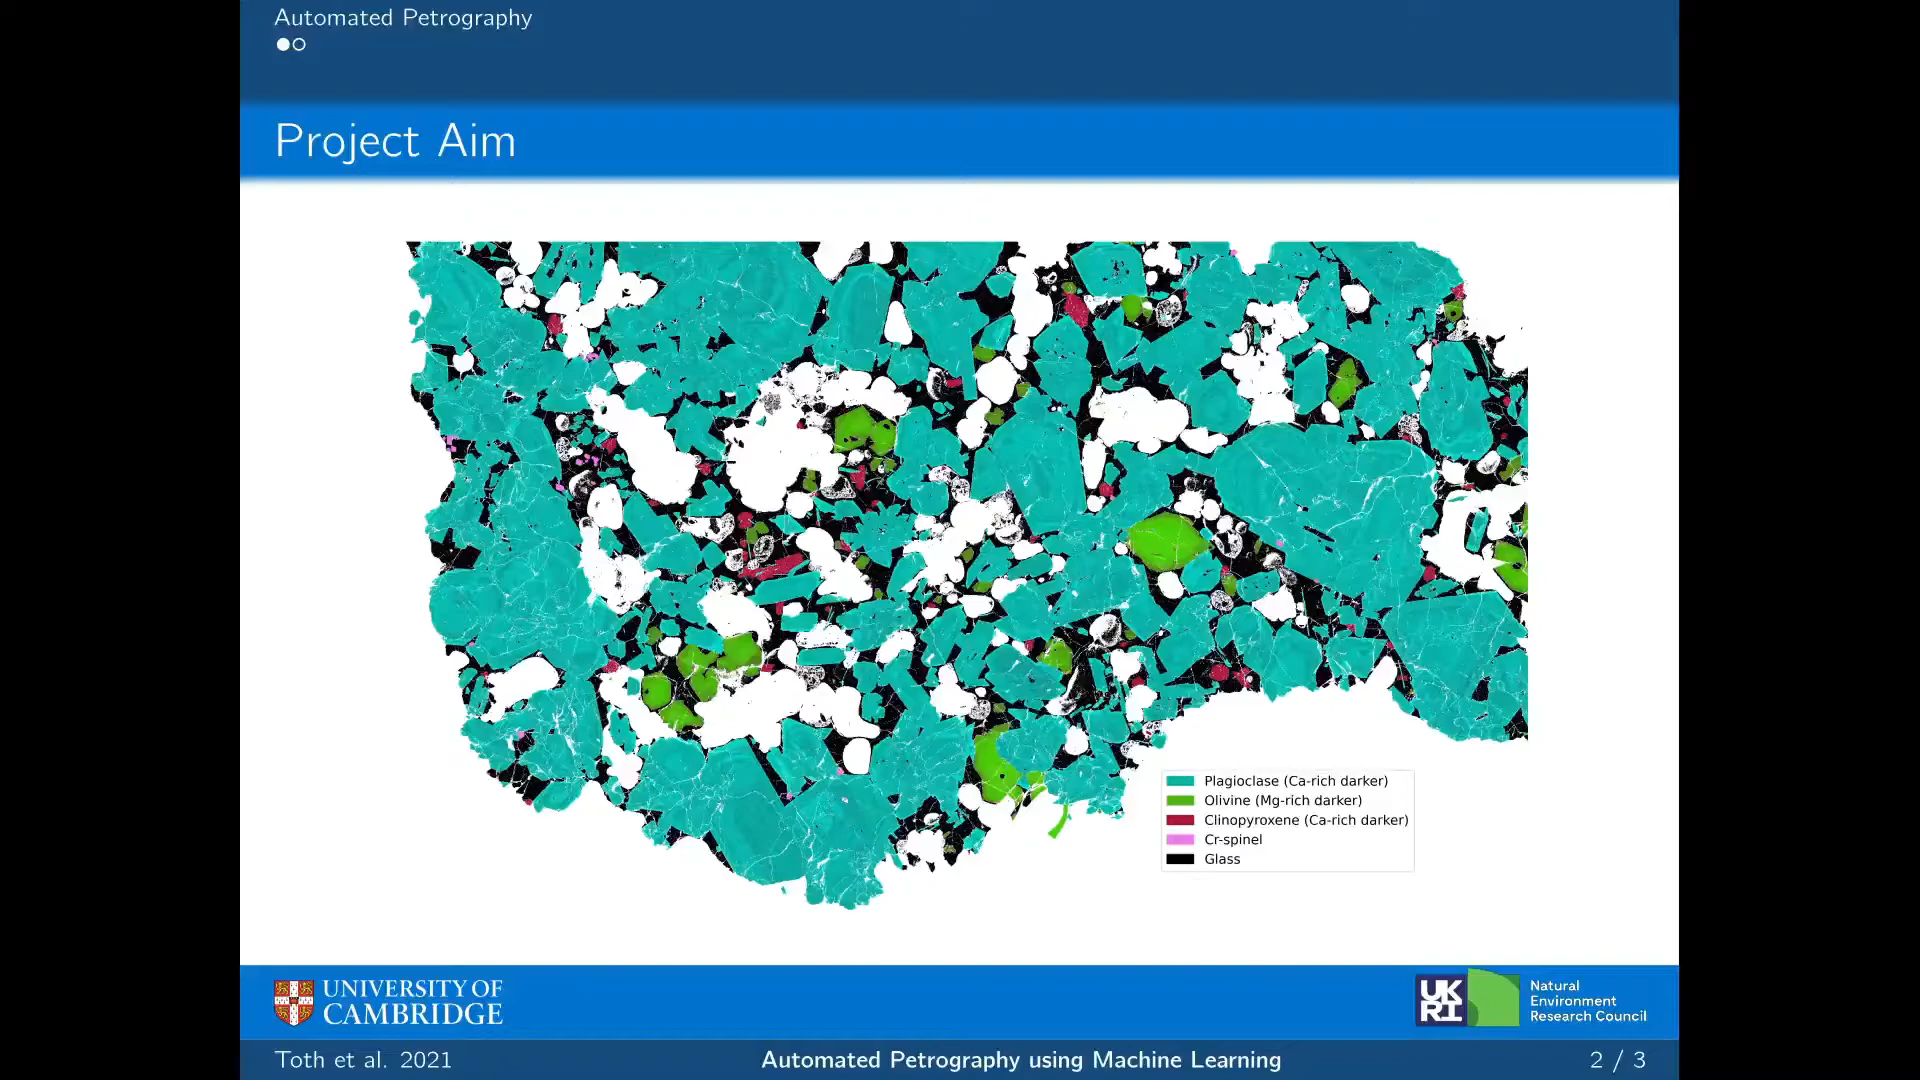 Automated Petrography
Project Aim
Plagioclase (Ca-rich darker)
Olivine (Mg-rich darker)
Clinopyroxene (Ca-rich darker)
Cr-spinel
Glass
UNIVERSITY OF
CAMBRIDGE
UK
RI
Natural
Environment
Research Council
Toth et al. 2021
Automated Petrography using Machine Learning
2 / 3